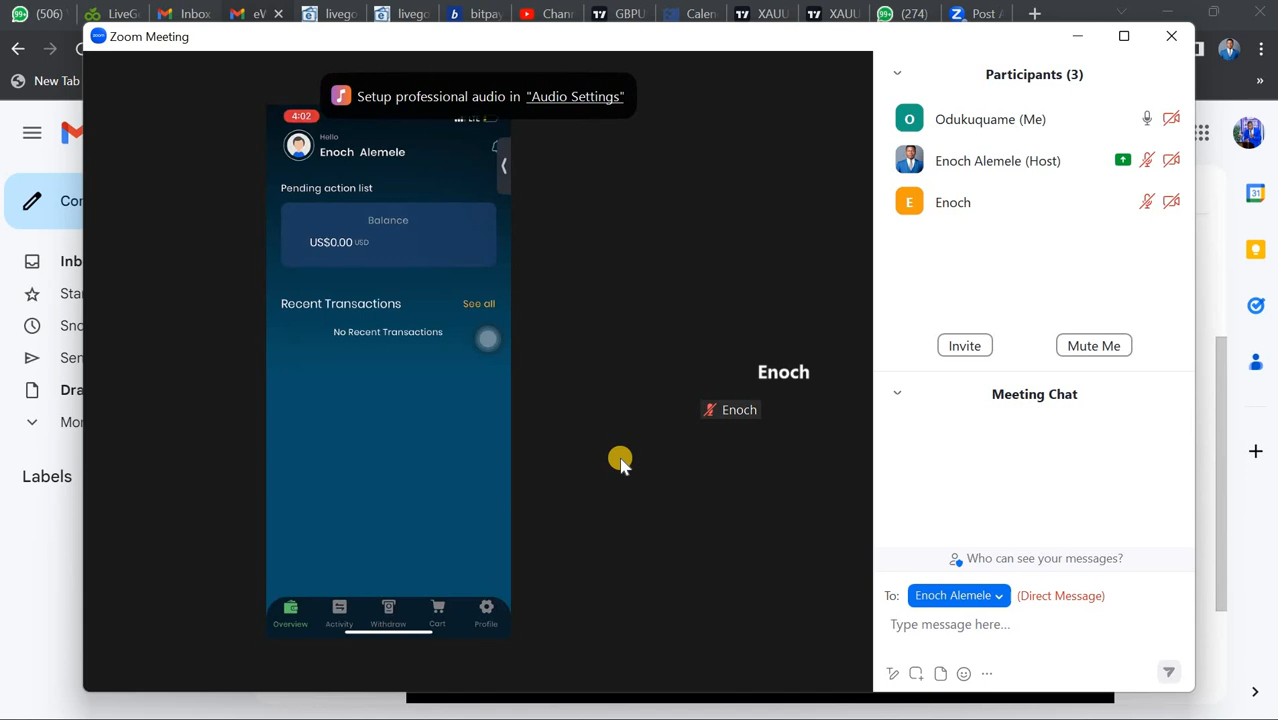 (506)
LiveG
Inbox
e
livego
livego
bitpay
Chann
GBPU
Calen
XAUU
XAUU
(274)
Post A
Zoom Meeting
New Tab
Setup professional audio in "Audio Settings"
Participants (3)
4:02
LTE
Hello
Enoch Alemele
Pending action list
Balance
US$0.00 USD
Recent Transactions
See all
No Recent Transactions
Overview
Activity
Withdraw
Cart
Profile
Enoch
Enoch
O
Odukuquame (Me)
Enoch Alemele (Host)
E
Enoch
Invite
Mute Me
Meeting Chat
Who can see your messages?
To:
Enoch Alemele
(Direct Message)
Type message here...
Co
Inb
Sta
Sno
Sen
Dra
Mo
Labels
31